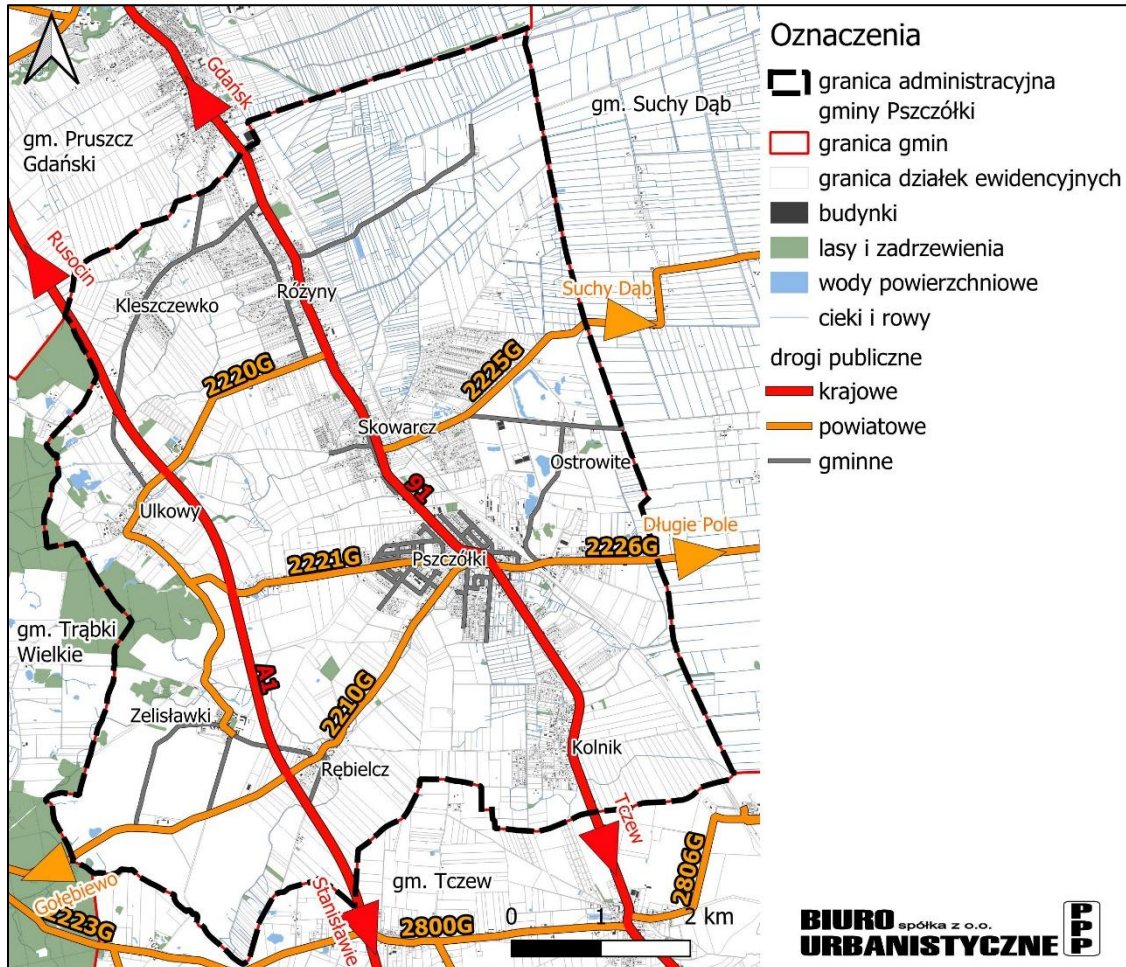 Gdańsk
gm. Pruszcz
Gdański
gm. Suchy Dąb
Rusocin
Kleszczewko
Różyny
Suchy Dąb
2220G
2225G
Skowarcz
Ostrowite
91
Ulkowy
Długie Pole
2221G
Pszczółki
2226G
gm. Trąbki
Wielkie
A1
2210G
Zelisławki
Rębielcz
Kolnik
Tczew
gm. Tczew
2806G
Gołębiewo
223G
Stanisławie
2800G
0 1 2 km
Oznaczenia
granica administracyjna
gminy Pszczółki
granica gmin
granica działek ewidencyjnych
budynki
lasy i zadrzewienia
wody powierzchniowe
cieki i rowy
drogi publiczne
krajowe
powiatowe
gminne
BIURO spółka z o.o.
URBANISTYCZNE
P
P
P